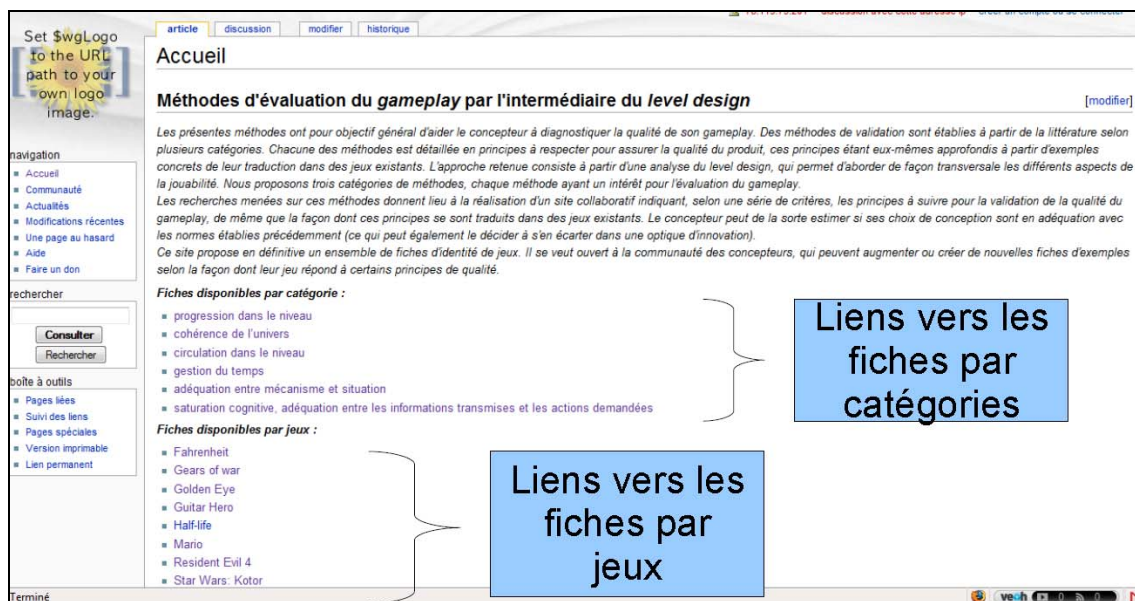 discussion avec cette adresse ip
Créer un compte ou se connecter
article
discussion
modifier
historique
Set $wgLogo
to the URL
path to your
own logo
image.
Accueil
Méthodes d'évaluation du gameplay par l'intermédiaire du level design
[modifier]
Les présentes méthodes ont pour objectif général d'aider le concepteur à diagnostiquer la qualité de son gameplay. Des méthodes de validation sont établies à partir de la littérature selon
plusieurs catégories. Chacune des méthodes est détaillée en principes à respecter pour assurer la qualité du produit, ces principes étant eux-mêmes approfondis à partir d'exemples
concrets de leur traduction dans des jeux existants. L'approche retenue consiste à partir d'une analyse du level design, qui permet d'aborder de façon transversale les différents aspects de
la jouabilité. Nous proposons trois catégories de méthodes, chaque méthode ayant un intérêt pour l'évaluation du gameplay.
Les recherches menées sur ces méthodes donnent lieu à la réalisation d'un site collaboratif indiquant, selon une série de critères, les principes à suivre pour la validation de la qualité du
gameplay, de même que la façon dont ces principes se sont traduits dans des jeux existants. Le concepteur peut de la sorte estimer si ses choix de conception sont en adéquation avec
les normes établies précédemment (ce qui peut également le décider à s'en écarter dans une optique d'innovation).
Ce site propose en définitive un ensemble de fiches d'identité de jeux. Il se veut ouvert à la communauté des concepteurs, qui peuvent augmenter ou créer de nouvelles fiches d'exemples
selon la façon dont leur jeu répond à certains principes de qualité.
Fiches disponibles par catégorie :
progression dans le niveau
cohérence de l'univers
circulation dans le niveau
gestion du temps
adéquation entre mécanisme et situation
saturation cognitive, adéquation entre les informations transmises et les actions demandées
Fiches disponibles par jeux :
Fahrenheit
Gears of war
Golden Eye
Guitar Hero
Half-life
Mario
Resident Evil 4
Star Wars: Kotor
Liens vers les
fiches par
catégories
Liens vers les
fiches par
jeux
navigation
Accueil
Communauté
Actualités
Modifications récentes
Une page au hasard
Aide
Faire un don
rechercher
Consulter
Rechercher
boîte à outils
Pages liées
Suivi des liens
Pages spéciales
Version imprimable
Lien permanent
Terminé
veoh
0
0